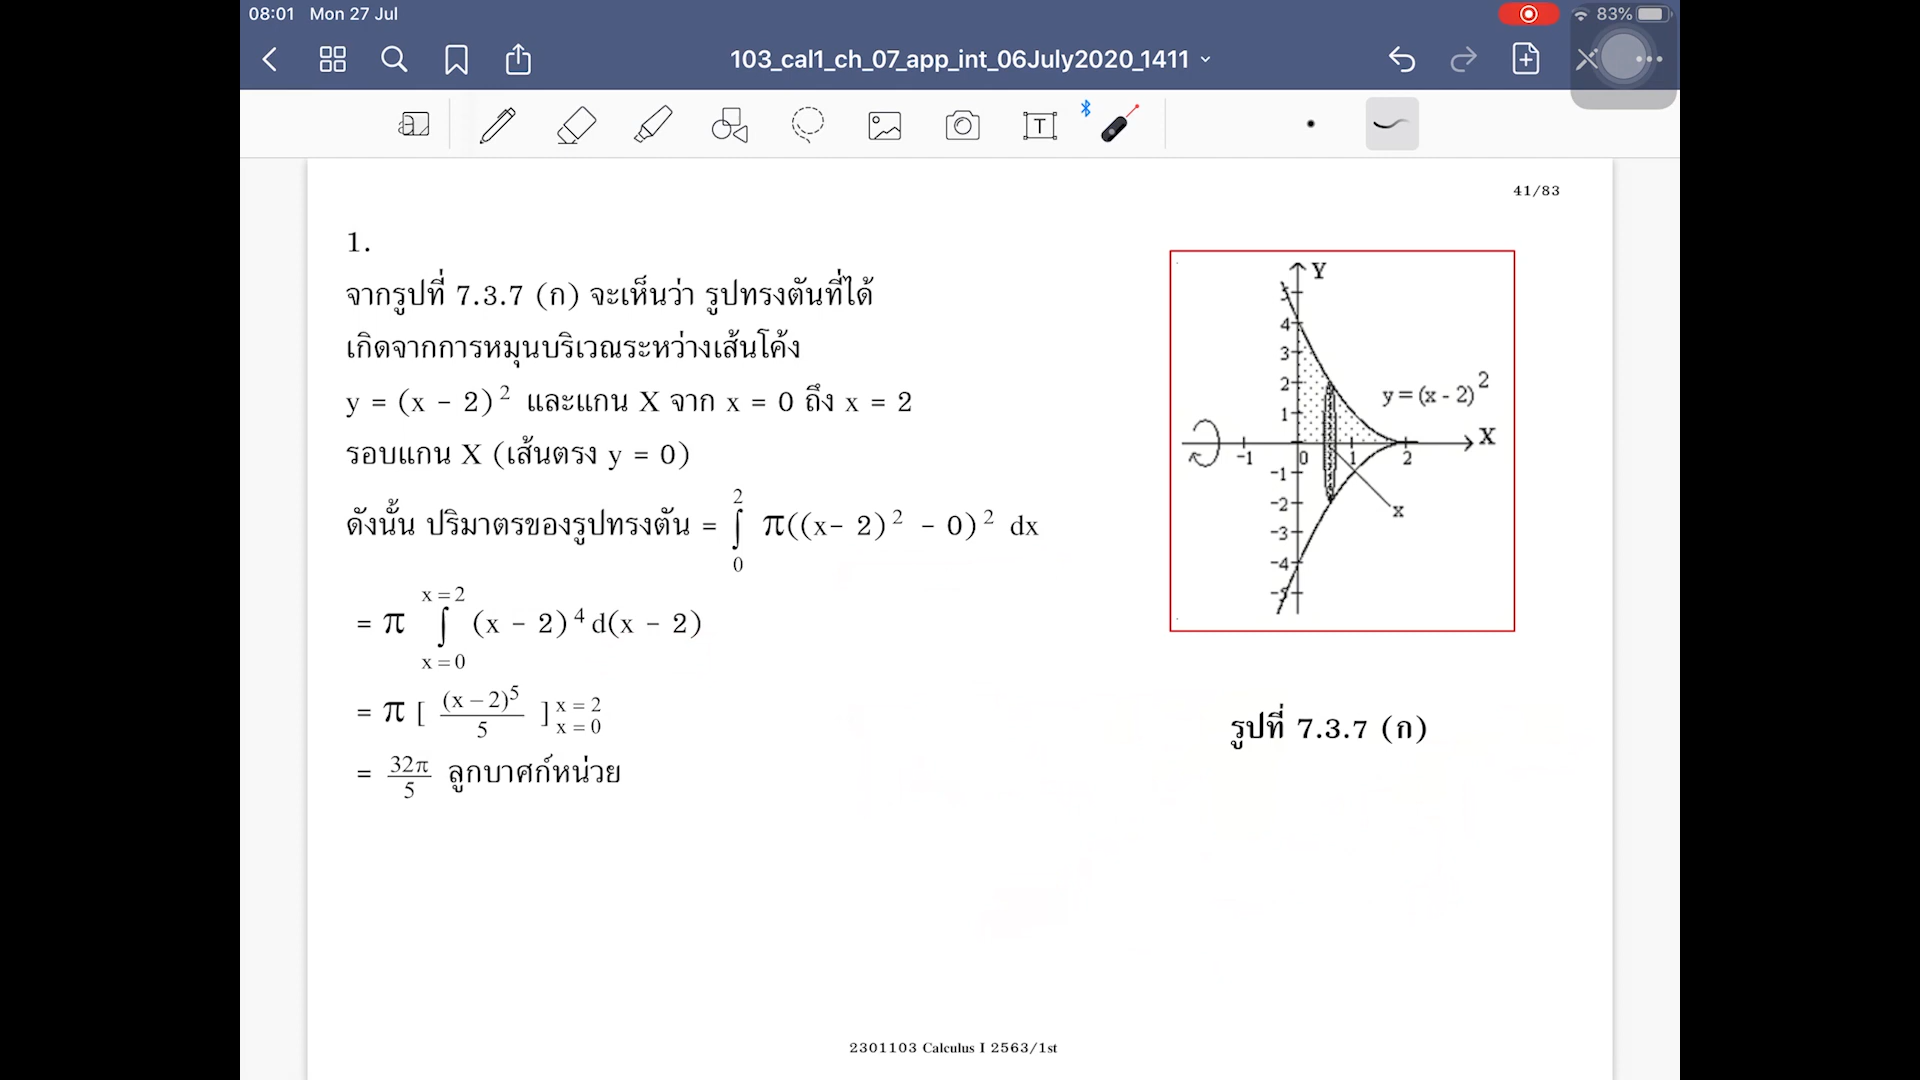 08:01 Mon 27 Jul
83%
103_cal1_ch_07_app_int_06July2020_1411
41/83
1.
จากรูปที่ 7.3.7 (ก) จะเห็นว่า รูปทรงตันที่ได้
เกิดจากการหมุนบริเวณระหว่างเส้นโค้ง
y = (x - 2)² และแกน X จาก x = 0 ถึง x = 2
รอบแกน X (เส้นตรง y = 0)
ดังนั้น ปริมาตรของรูปทรงตัน = ∫₀² π((x- 2)² - 0)² dx
= π ∫_{x=0}^{x=2} (x - 2)⁴ d(x - 2)
= π [ (x - 2)⁵/5 ]_{x = 0}^{x = 2}
= 32π/5 ลูกบาศก์หน่วย
Y
5
4
3
2
1
y = (x - 2)²
X
-1 0 1 2
-1
-2
x
-3
-4
-5
รูปที่ 7.3.7 (ก)
2301103 Calculus I 2563/1st